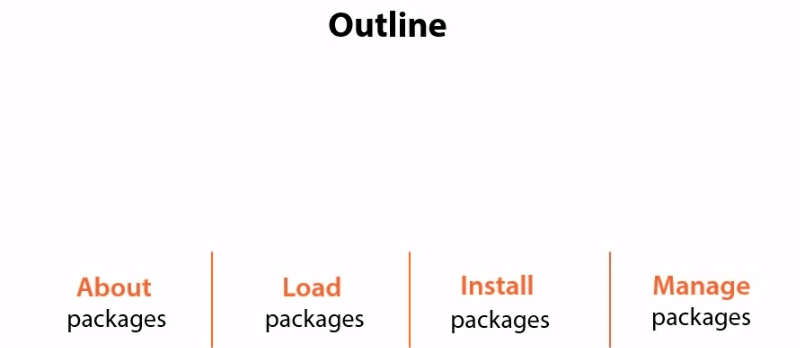 Outline
About
packages
Load
packages
Install
packages
Manage
packages